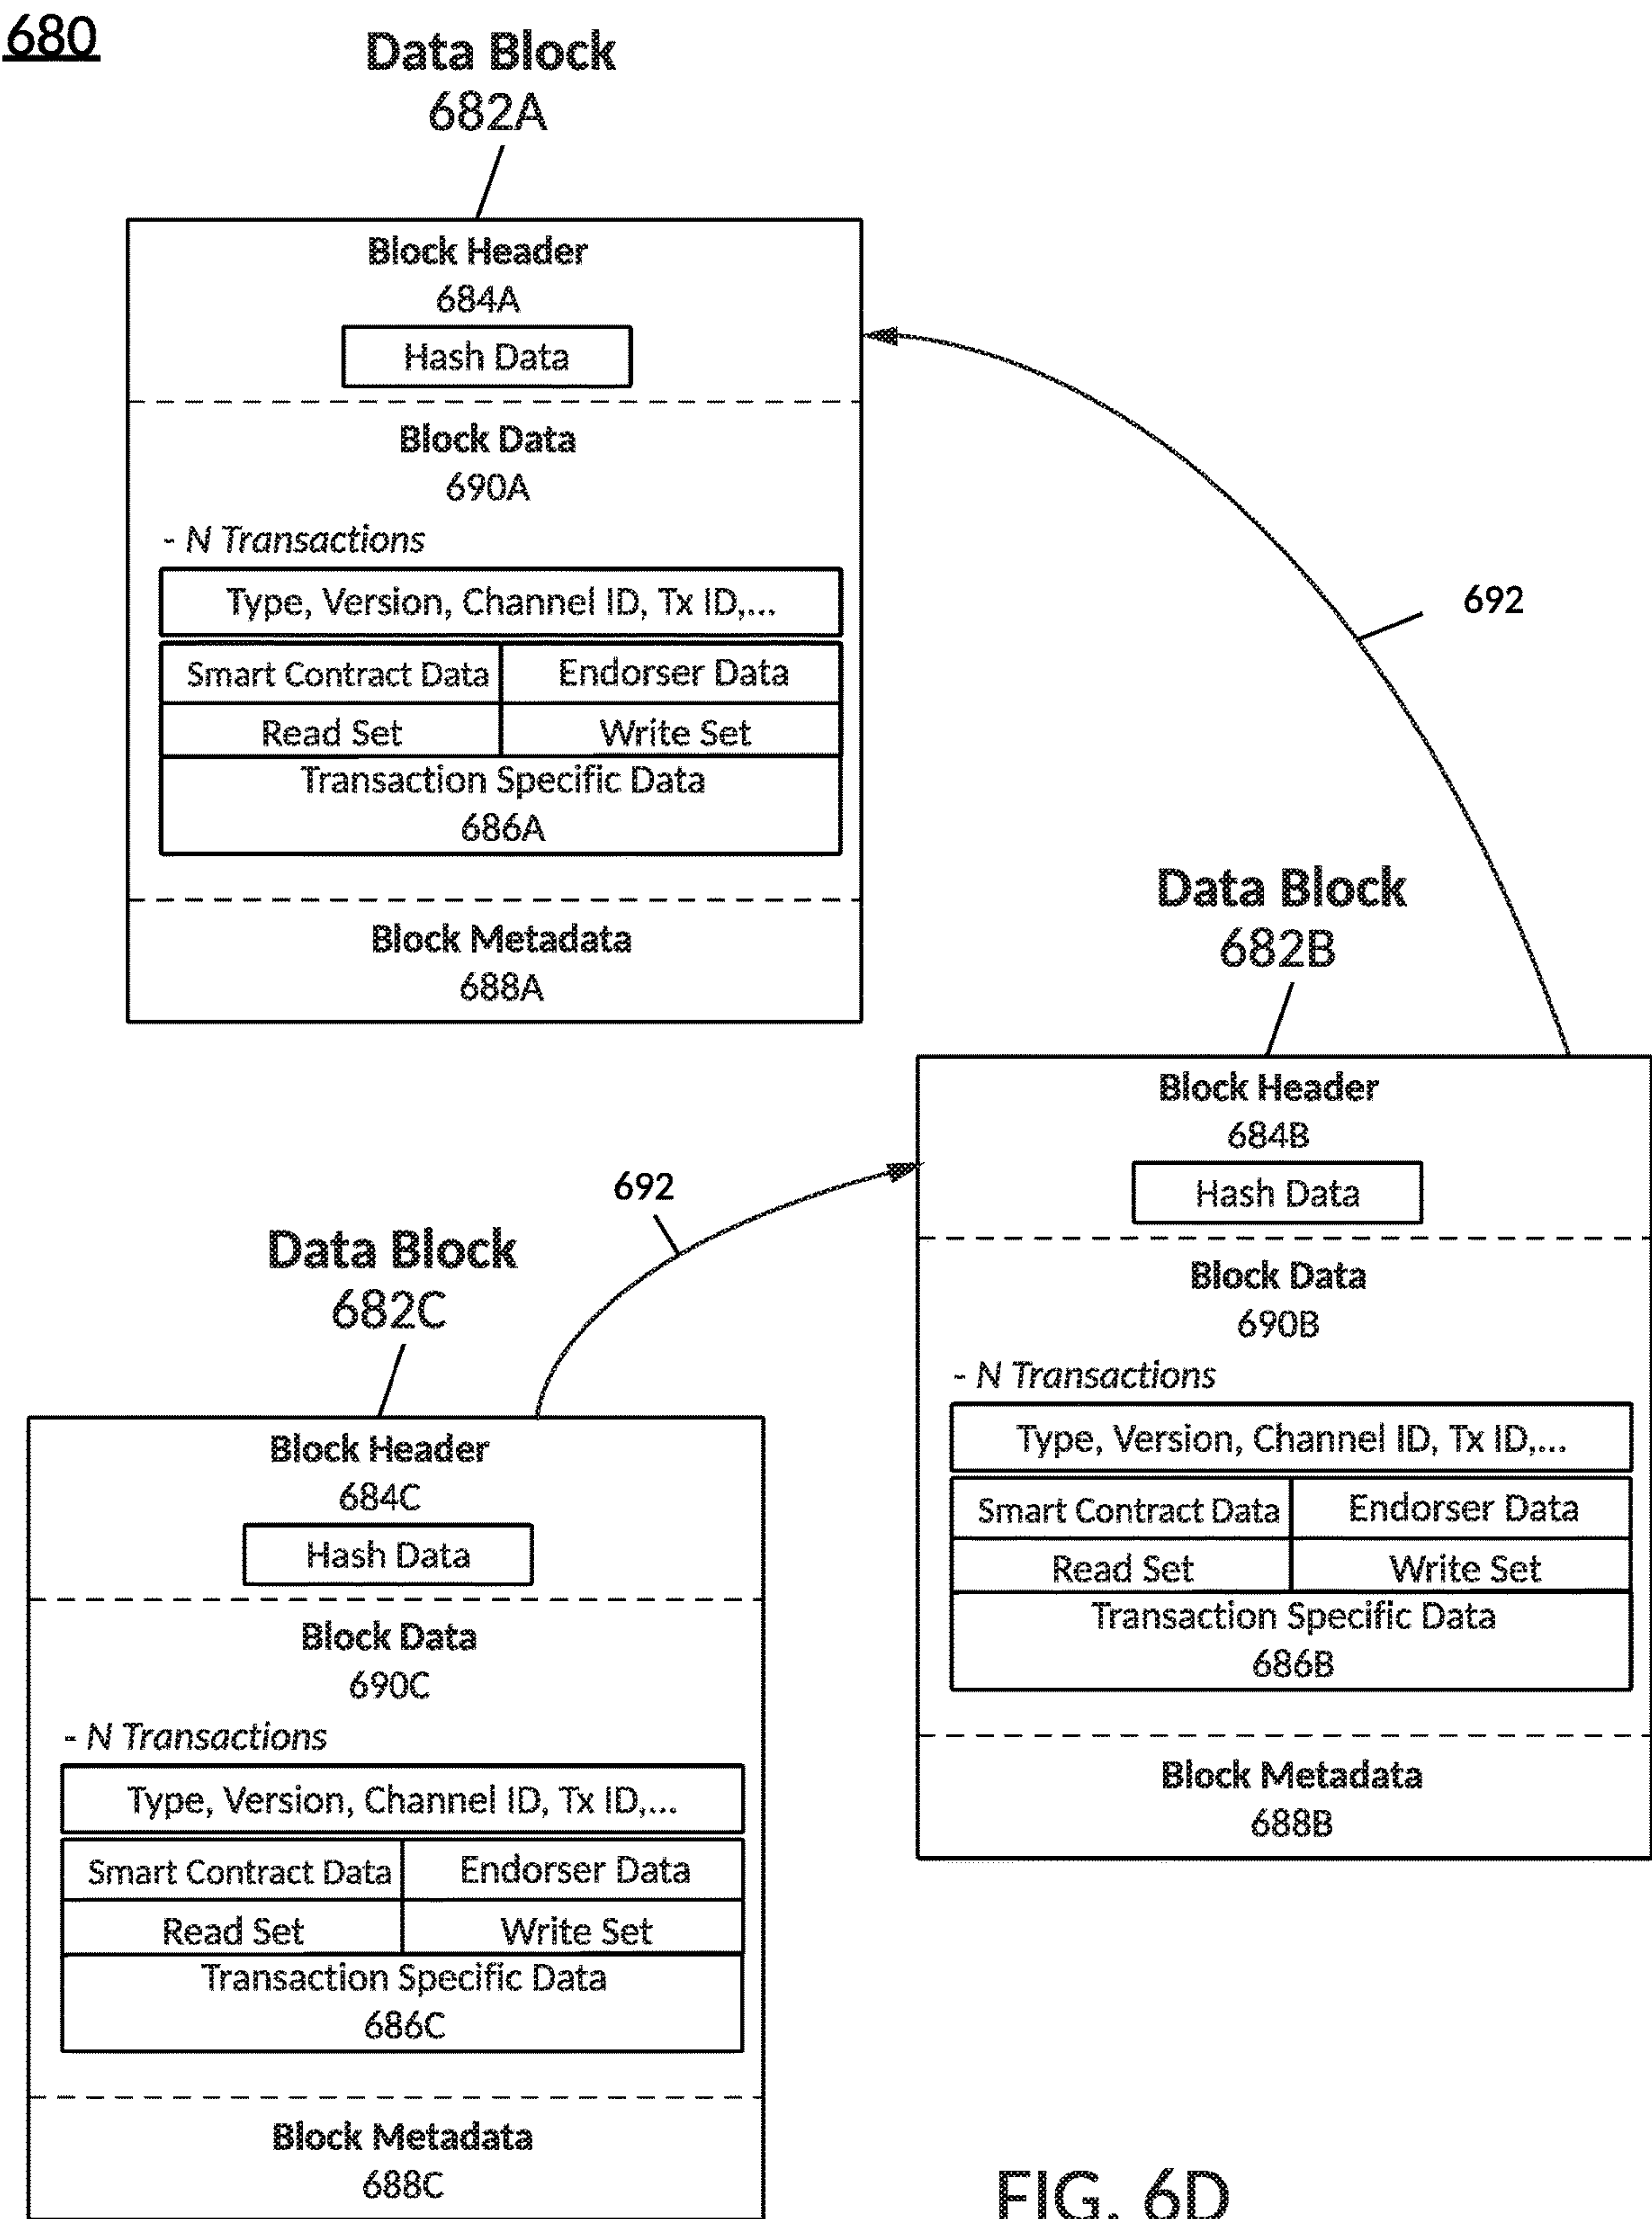 680
Data Block
682A
Block Header
684A
Hash Data
Block Data
690A
- N Transactions
Type, Version, Channel ID, Tx ID,...
Smart Contract Data
Endorser Data
Read Set
Write Set
Transaction Specific Data
686A
Block Metadata
688A
692
Data Block
682B
Block Header
684B
Hash Data
Block Data
690B
- N Transactions
Type, Version, Channel ID, Tx ID,...
Smart Contract Data
Endorser Data
Read Set
Write Set
Transaction Specific Data
686B
Block Metadata
688B
692
Data Block
682C
Block Header
684C
Hash Data
Block Data
690C
- N Transactions
Type, Version, Channel ID, Tx ID,...
Smart Contract Data
Endorser Data
Read Set
Write Set
Transaction Specific Data
686C
Block Metadata
688C
FIG. 6D